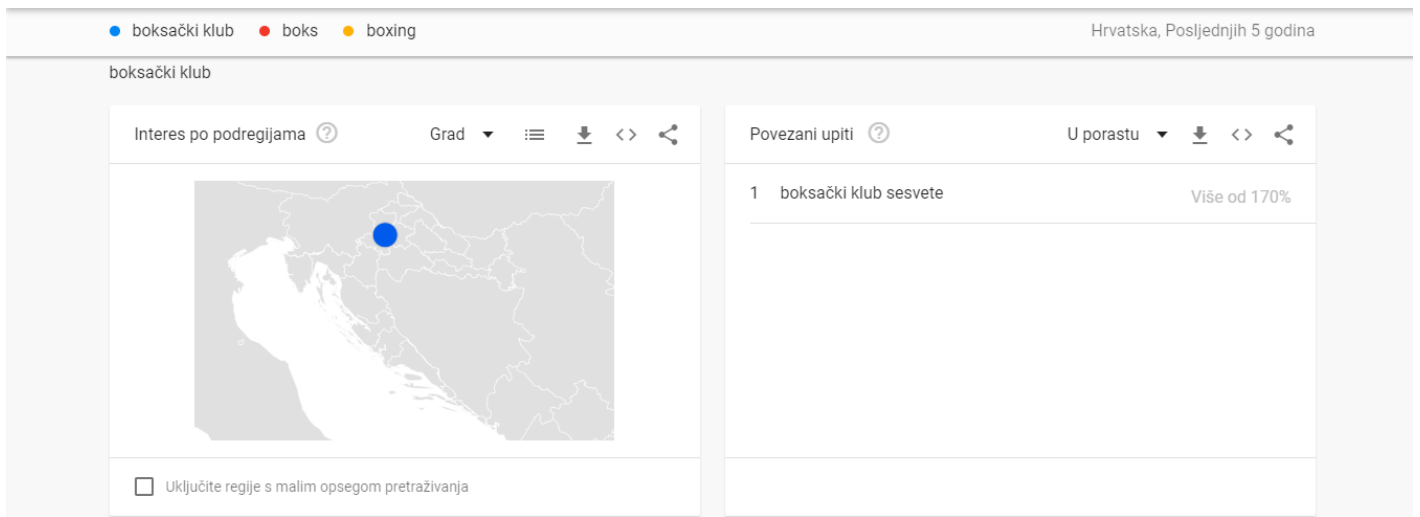 boksački klub boks boxing Hrvatska, Posljednjih 5 godina
boksački klub
Interes po podregijama ? Grad
Povezani upiti ? U porastu
1 boksački klub sesvete Više od 170%
Uključite regije s malim opsegom pretraživanja